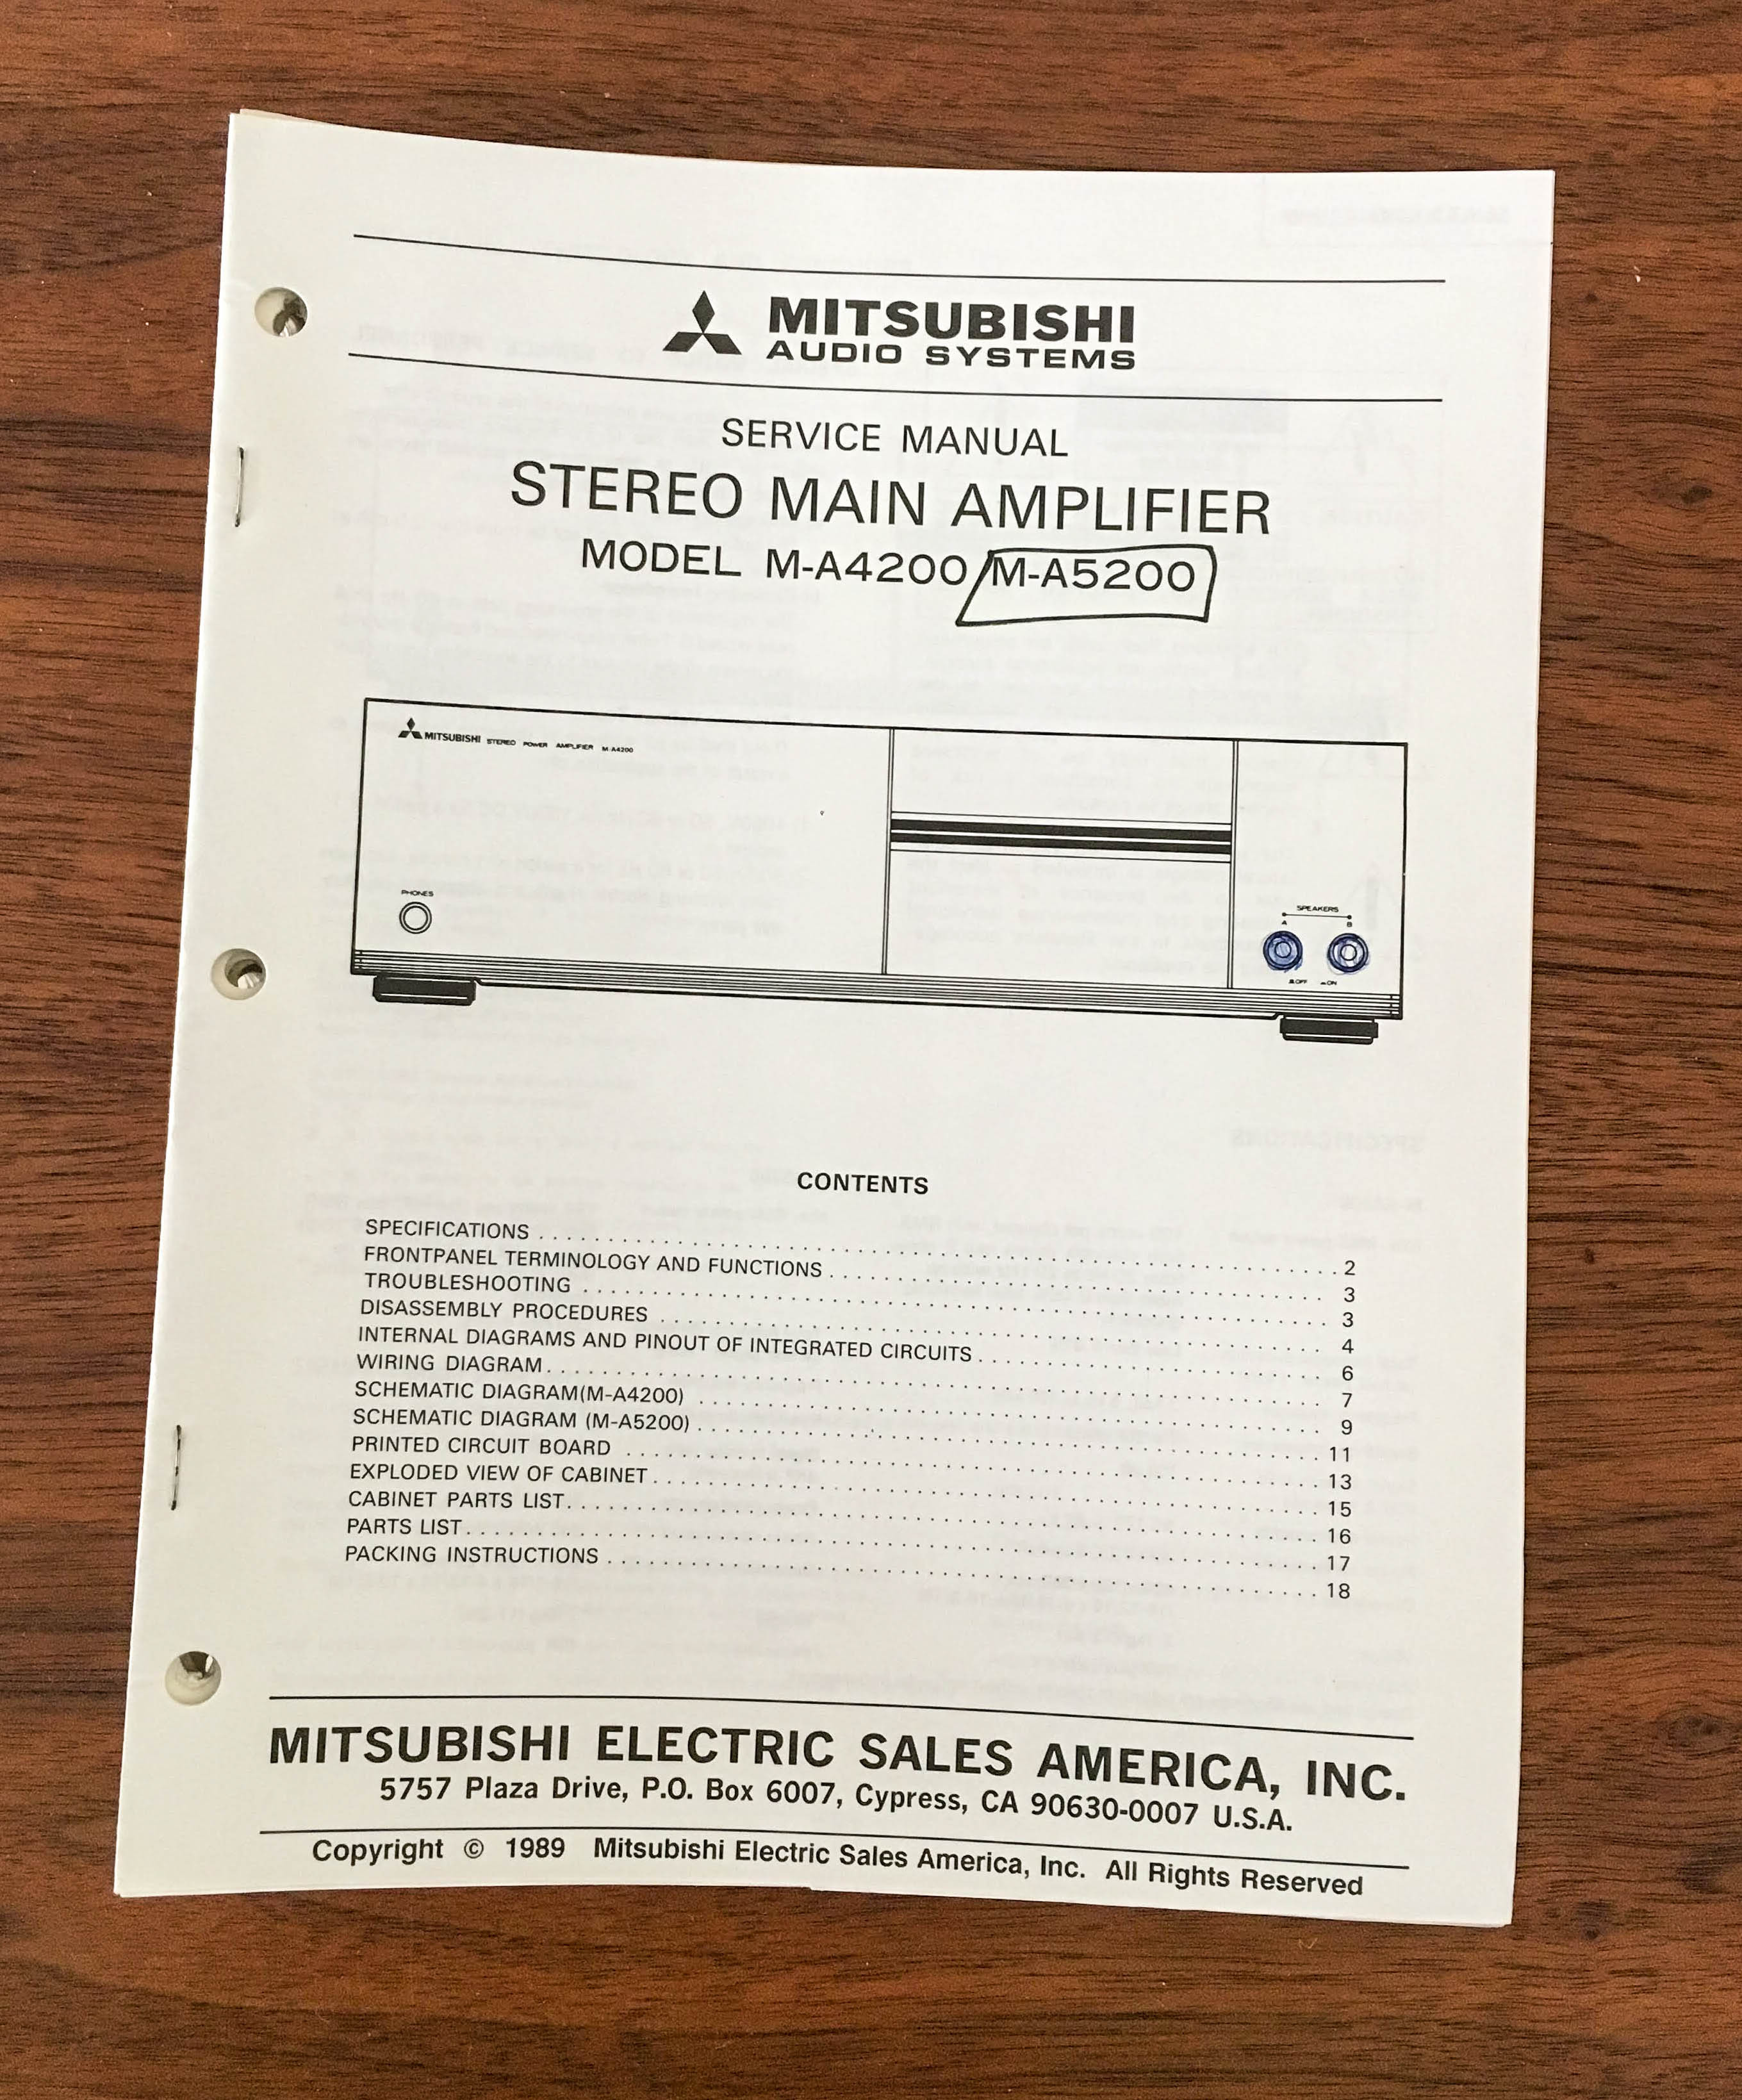 MITSUBISHI
AUDIO SYSTEMS
SERVICE MANUAL
STEREO MAIN AMPLIFIER
MODEL M-A4200/M-A5200
MITSUBISHI STEREO POWER AMPLIFIER M-A4200
PHONES
SPEAKERS
A B
OFF ON
CONTENTS
SPECIFICATIONS . . . . . . . . . . 2
FRONTPANEL TERMINOLOGY AND FUNCTIONS . . . . . . . . . . 3
TROUBLESHOOTING . . . . . . . . . . 3
DISASSEMBLY PROCEDURES . . . . . . . . . . 4
INTERNAL DIAGRAMS AND PINOUT OF INTEGRATED CIRCUITS . . . . . . . . . . 6
WIRING DIAGRAM . . . . . . . . . . 7
SCHEMATIC DIAGRAM(M-A4200) . . . . . . . . . . 9
SCHEMATIC DIAGRAM (M-A5200) . . . . . . . . . . 11
PRINTED CIRCUIT BOARD . . . . . . . . . . 13
EXPLODED VIEW OF CABINET . . . . . . . . . . 15
CABINET PARTS LIST . . . . . . . . . . 16
PARTS LIST . . . . . . . . . . 17
PACKING INSTRUCTIONS . . . . . . . . . . 18
MITSUBISHI ELECTRIC SALES AMERICA, INC.
5757 Plaza Drive, P.O. Box 6007, Cypress, CA 90630-0007 U.S.A.
Copyright © 1989 Mitsubishi Electric Sales America, Inc. All Rights Reserved